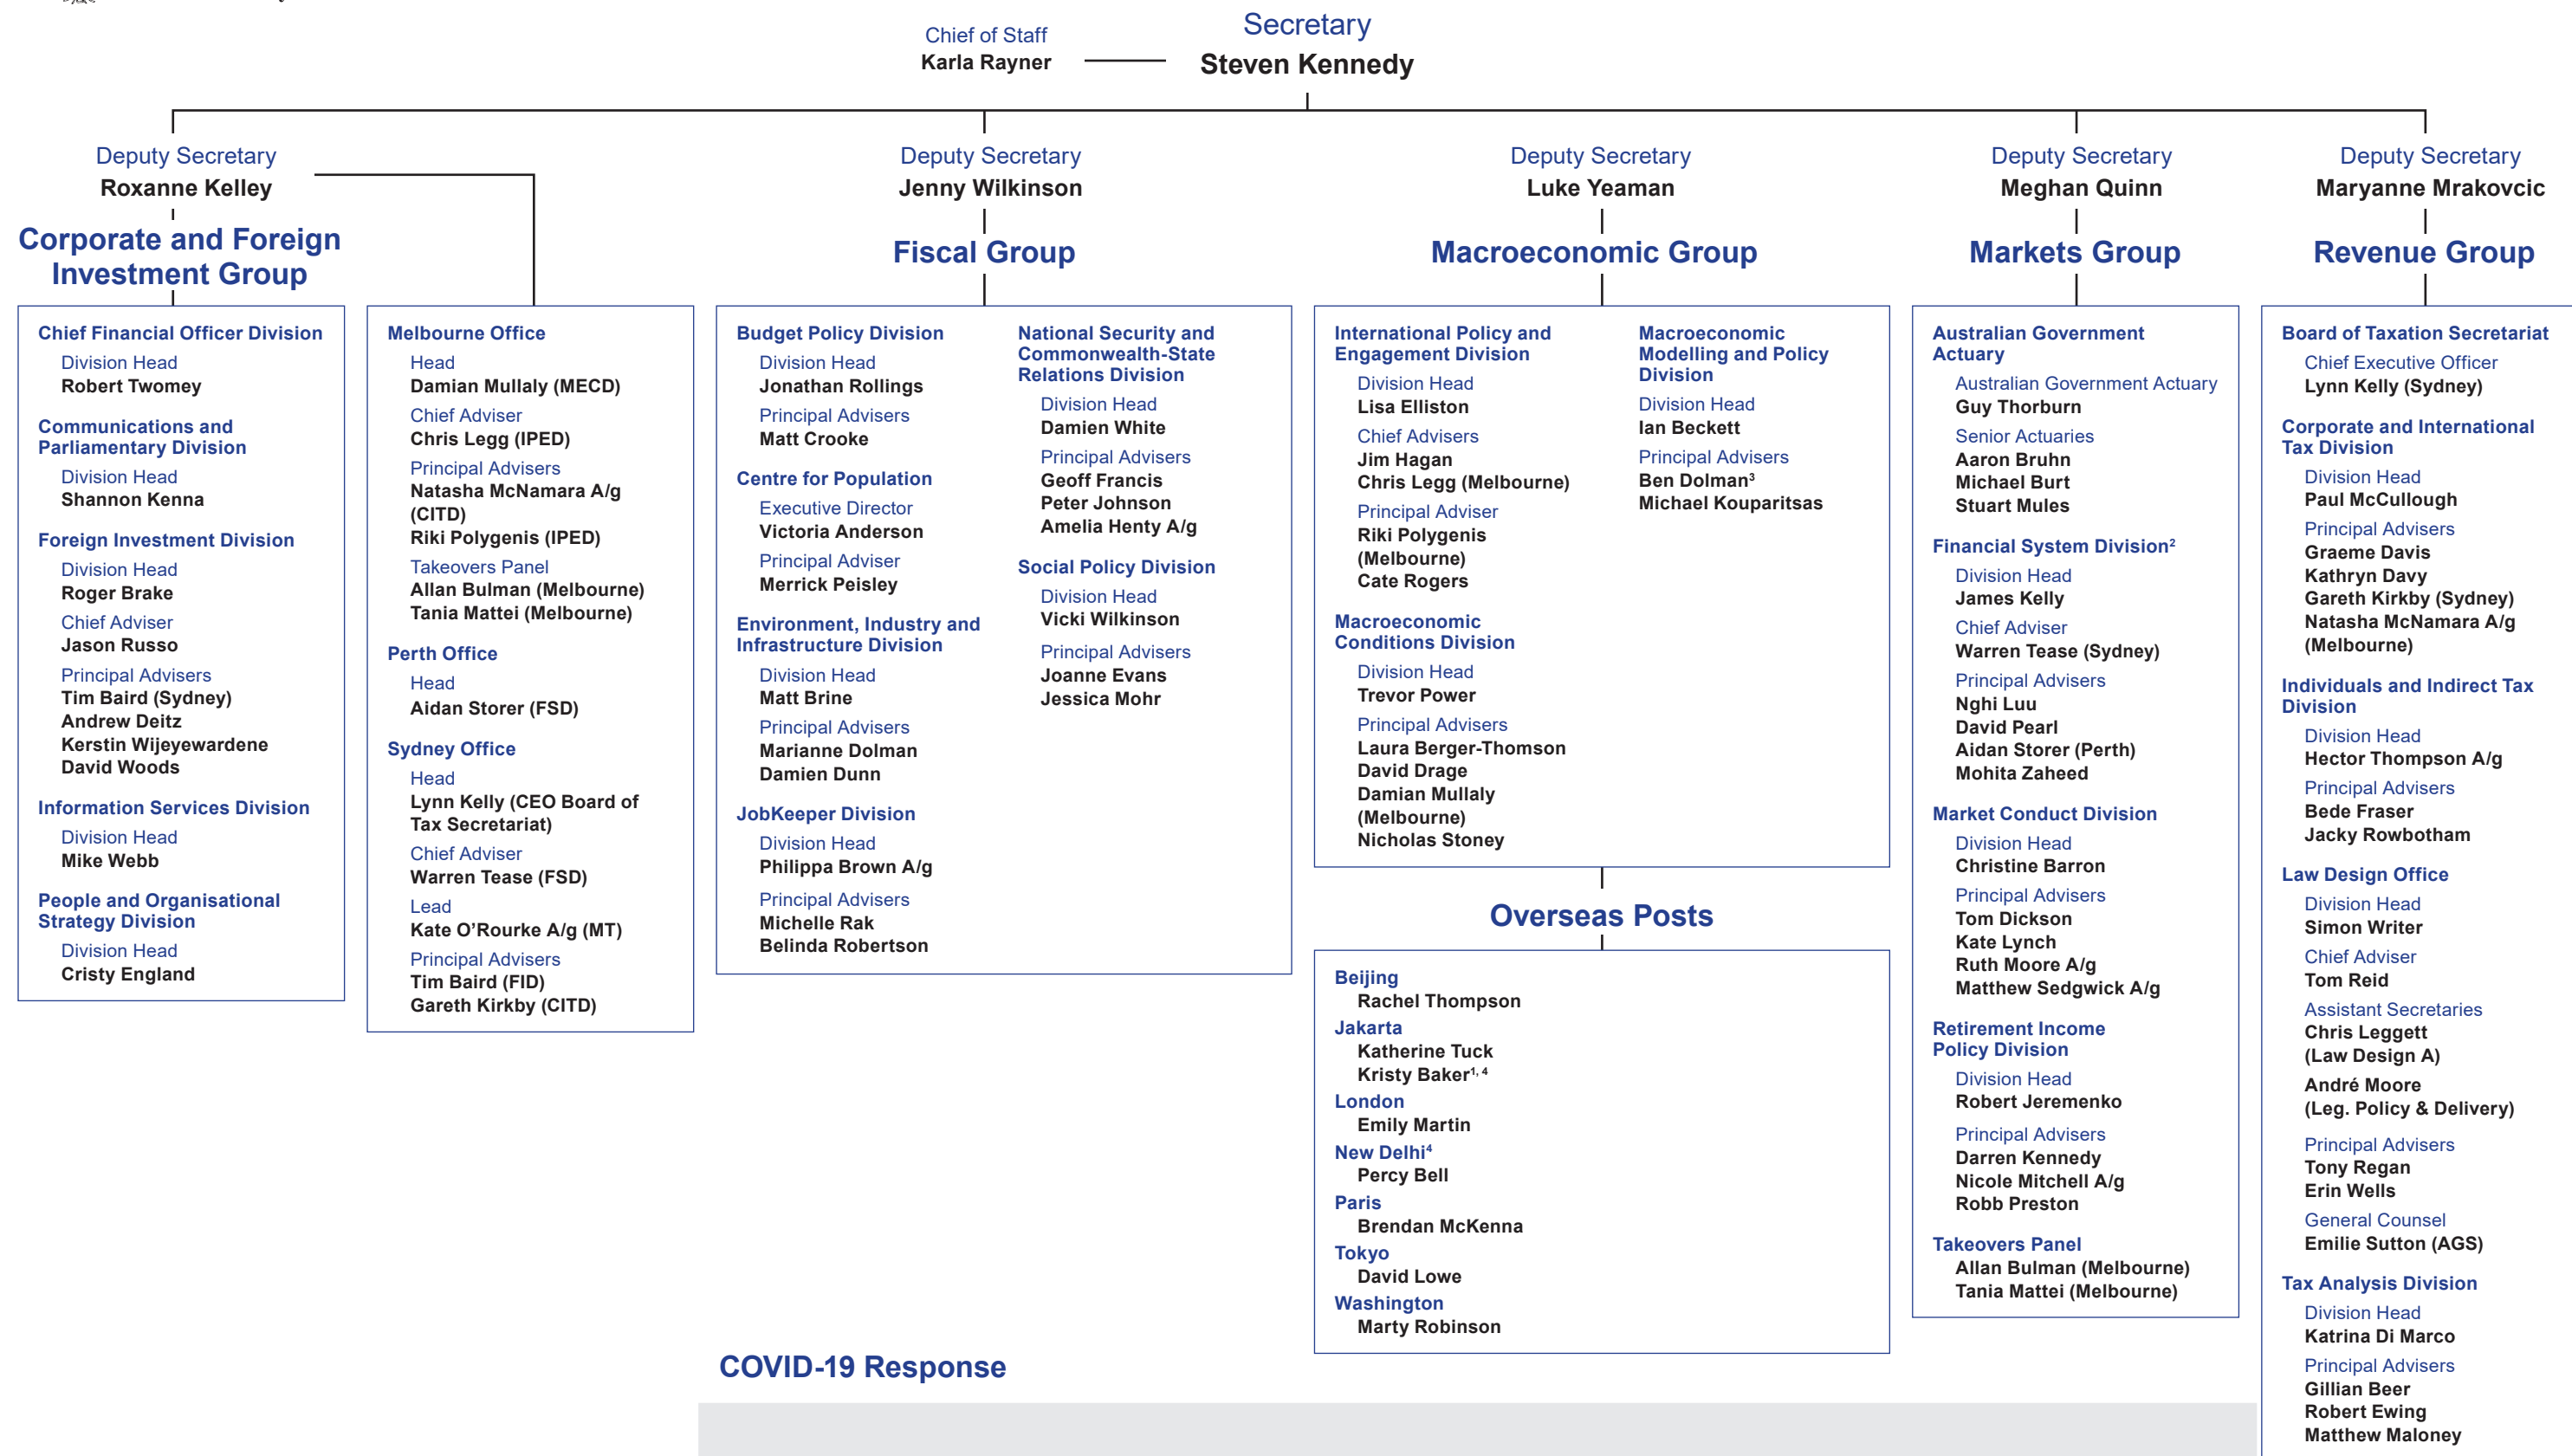 Chief of Staff
Karla Rayner
Secretary
Steven Kennedy
Deputy Secretary
Roxanne Kelley
Corporate and Foreign
Investment Group
Chief Financial Officer Division
Division Head
Robert Twomey
Communications and
Parliamentary Division
Division Head
Shannon Kenna
Foreign Investment Division
Division Head
Roger Brake
Chief Adviser
Jason Russo
Principal Advisers
Tim Baird (Sydney)
Andrew Deitz
Kerstin Wijeyewardene
David Woods
Information Services Division
Division Head
Mike Webb
People and Organisational
Strategy Division
Division Head
Cristy England
Melbourne Office
Head
Damian Mullaly (MECD)
Chief Adviser
Chris Legg (IPED)
Principal Advisers
Natasha McNamara A/g
(CITD)
Riki Polygenis (IPED)
Takeovers Panel
Allan Bulman (Melbourne)
Tania Mattei (Melbourne)
Perth Office
Head
Aidan Storer (FSD)
Sydney Office
Head
Lynn Kelly (CEO Board of
Tax Secretariat)
Chief Adviser
Warren Tease (FSD)
Lead
Kate O’Rourke A/g (MT)
Principal Advisers
Tim Baird (FID)
Gareth Kirkby (CITD)
Deputy Secretary
Jenny Wilkinson
Fiscal Group
Budget Policy Division
Division Head
Jonathan Rollings
Principal Advisers
Matt Crooke
Centre for Population
Executive Director
Victoria Anderson
Principal Adviser
Merrick Peisley
Environment, Industry and
Infrastructure Division
Division Head
Matt Brine
Principal Advisers
Marianne Dolman
Damien Dunn
JobKeeper Division
Division Head
Philippa Brown A/g
Principal Advisers
Michelle Rak
Belinda Robertson
National Security and
Commonwealth-State
Relations Division
Division Head
Damien White
Principal Advisers
Geoff Francis
Peter Johnson
Amelia Henty A/g
Social Policy Division
Division Head
Vicki Wilkinson
Principal Advisers
Joanne Evans
Jessica Mohr
Deputy Secretary
Luke Yeaman
Macroeconomic Group
International Policy and
Engagement Division
Division Head
Lisa Elliston
Chief Advisers
Jim Hagan
Chris Legg (Melbourne)
Principal Adviser
Riki Polygenis
(Melbourne)
Cate Rogers
Macroeconomic
Conditions Division
Division Head
Trevor Power
Principal Advisers
Laura Berger-Thomson
David Drage
Damian Mullaly
(Melbourne)
Nicholas Stoney
Macroeconomic
Modelling and Policy
Division
Division Head
Ian Beckett
Principal Advisers
Ben Dolman³
Michael Kouparitsas
Overseas Posts
Beijing
Rachel Thompson
Jakarta
Katherine Tuck
Kristy Baker¹, ⁴
London
Emily Martin
New Delhi⁴
Percy Bell
Paris
Brendan McKenna
Tokyo
David Lowe
Washington
Marty Robinson
Deputy Secretary
Meghan Quinn
Markets Group
Australian Government
Actuary
Australian Government Actuary
Guy Thorburn
Senior Actuaries
Aaron Bruhn
Michael Burt
Stuart Mules
Financial System Division²
Division Head
James Kelly
Chief Adviser
Warren Tease (Sydney)
Principal Advisers
Nghi Luu
David Pearl
Aidan Storer (Perth)
Mohita Zaheed
Market Conduct Division
Division Head
Christine Barron
Principal Advisers
Tom Dickson
Kate Lynch
Ruth Moore A/g
Matthew Sedgwick A/g
Retirement Income
Policy Division
Division Head
Robert Jeremenko
Principal Advisers
Darren Kennedy
Nicole Mitchell A/g
Robb Preston
Takeovers Panel
Allan Bulman (Melbourne)
Tania Mattei (Melbourne)
Deputy Secretary
Maryanne Mrakovcic
Revenue Group
Board of Taxation Secretariat
Chief Executive Officer
Lynn Kelly (Sydney)
Corporate and International
Tax Division
Division Head
Paul McCullough
Principal Advisers
Graeme Davis
Kathryn Davy
Gareth Kirkby (Sydney)
Natasha McNamara A/g
(Melbourne)
Individuals and Indirect Tax
Division
Division Head
Hector Thompson A/g
Principal Advisers
Bede Fraser
Jacky Rowbotham
Law Design Office
Division Head
Simon Writer
Chief Adviser
Tom Reid
Assistant Secretaries
Chris Leggett
(Law Design A)
André Moore
(Leg. Policy & Delivery)
Principal Advisers
Tony Regan
Erin Wells
General Counsel
Emilie Sutton (AGS)
Tax Analysis Division
Division Head
Katrina Di Marco
Principal Advisers
Gillian Beer
Robert Ewing
Matthew Maloney
COVID-19 Response